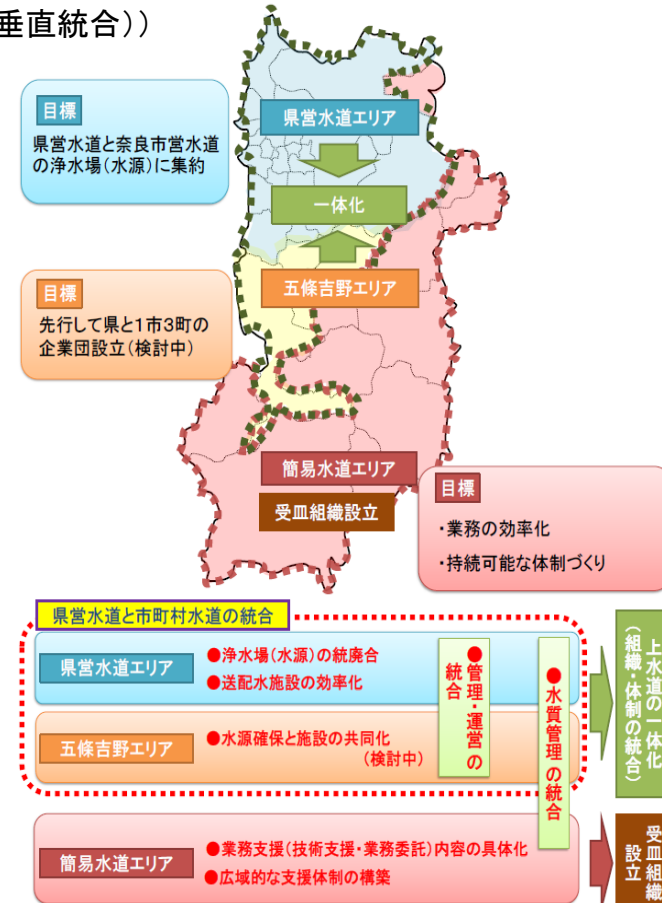 垂直統合))
目標
県営水道と奈良市営水道
の浄水場(水源)に集約
県営水道エリア
一体化
五條吉野エリア
目標
先行して県と1市3町の
企業団設立(検討中)
簡易水道エリア
受皿組織設立
目標
・業務の効率化
・持続可能な体制づくり
県営水道と市町村水道の統合
県営水道エリア
●浄水場(水源)の統廃合
●送配水施設の効率化
五條吉野エリア
●水源確保と施設の共同化
(検討中)
●管理・運営の
統合
●水質管理の統合
上水道の一体化
(組織・体制の統合)
簡易水道エリア
●業務支援(技術支援・業務委託)内容の具体化
●広域的な支援体制の構築
受皿組織
設立